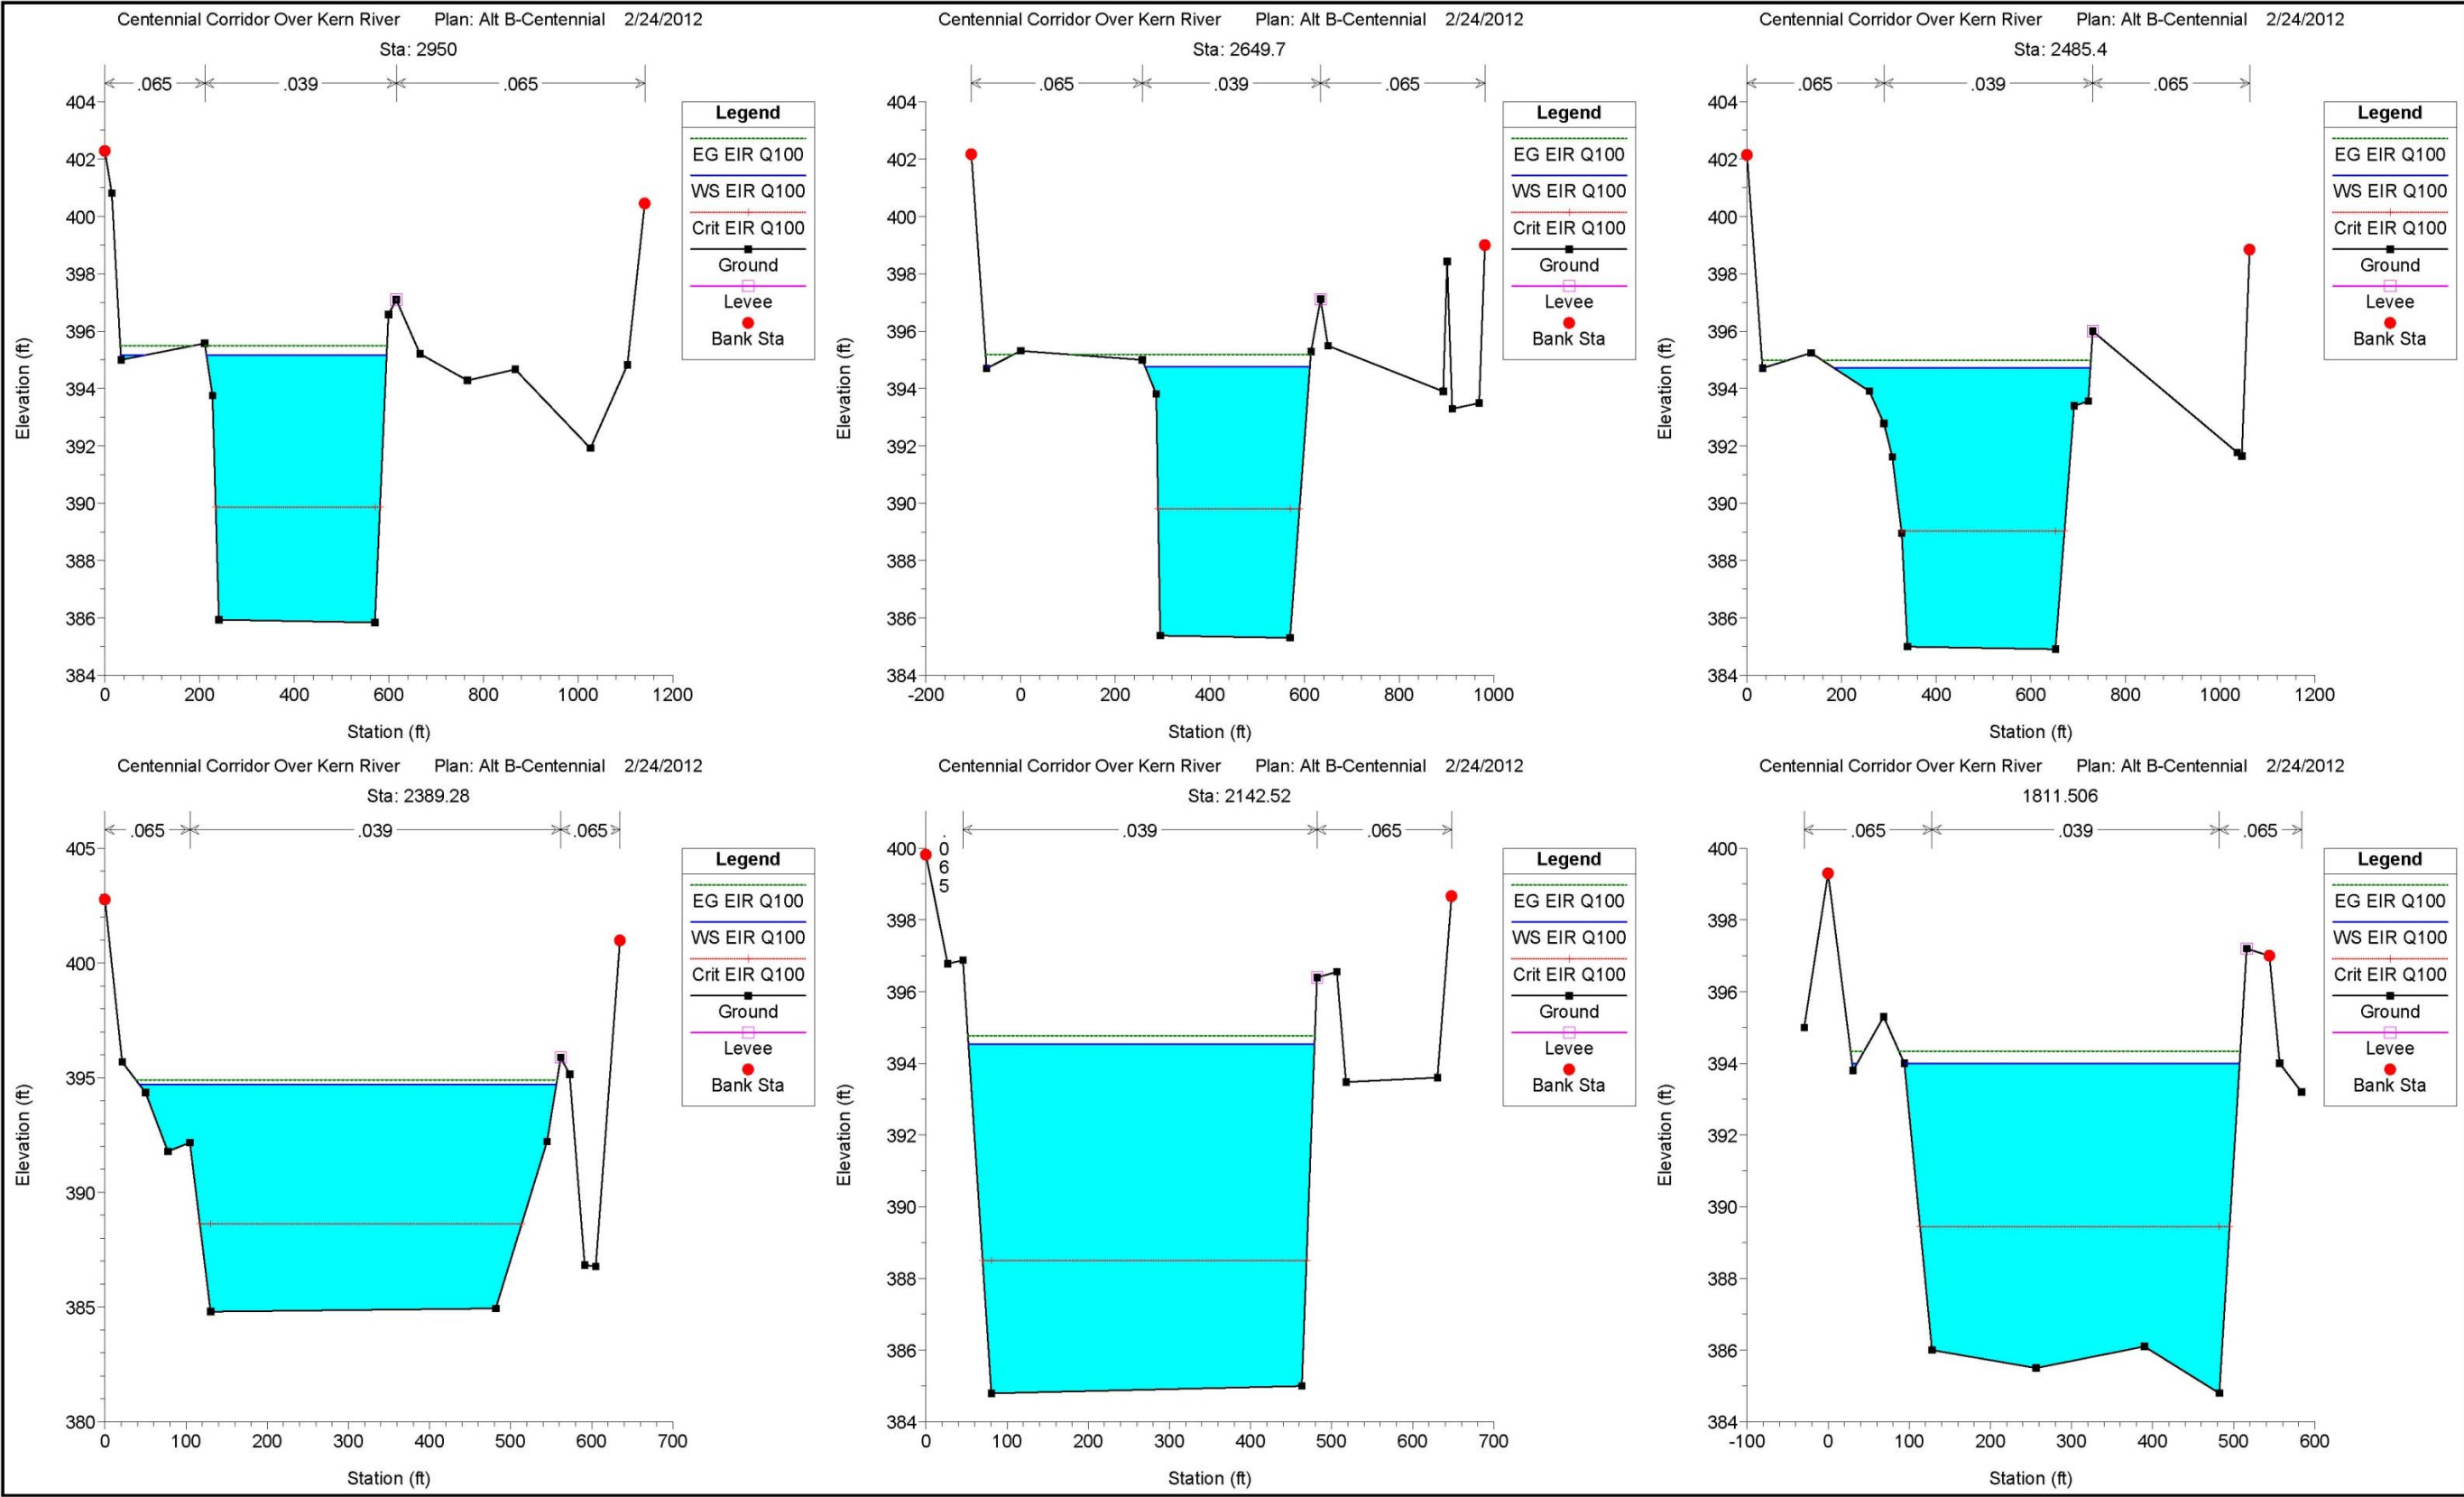 Centennial Corridor Over Kern River Plan: Alt B-Centennial 2/24/2012
Sta: 2950
.065 .039 .065
404
402
400
398
396
394
392
390
388
386
384
0 200 400 600 800 1000 1200
Station (ft)
Elevation (ft)
Legend
EG EIR Q100
WS EIR Q100
Crit EIR Q100
Ground
Levee
Bank Sta
Centennial Corridor Over Kern River Plan: Alt B-Centennial 2/24/2012
Sta: 2649.7
.065 .039 .065
404
402
400
398
396
394
392
390
388
386
384
-200 0 200 400 600 800 1000
Station (ft)
Elevation (ft)
Legend
EG EIR Q100
WS EIR Q100
Crit EIR Q100
Ground
Levee
Bank Sta
Centennial Corridor Over Kern River Plan: Alt B-Centennial 2/24/2012
Sta: 2485.4
.065 .039 .065
404
402
400
398
396
394
392
390
388
386
384
0 200 400 600 800 1000 1200
Station (ft)
Elevation (ft)
Legend
EG EIR Q100
WS EIR Q100
Crit EIR Q100
Ground
Levee
Bank Sta
Centennial Corridor Over Kern River Plan: Alt B-Centennial 2/24/2012
Sta: 2389.28
.065 .039 .065
405
400
395
390
385
380
0 100 200 300 400 500 600 700
Station (ft)
Elevation (ft)
Legend
EG EIR Q100
WS EIR Q100
Crit EIR Q100
Ground
Levee
Bank Sta
Centennial Corridor Over Kern River Plan: Alt B-Centennial 2/24/2012
Sta: 2142.52
.065 .039 .065
400
398
396
394
392
390
388
386
384
0 100 200 300 400 500 600 700
Station (ft)
Elevation (ft)
Legend
EG EIR Q100
WS EIR Q100
Crit EIR Q100
Ground
Levee
Bank Sta
Centennial Corridor Over Kern River Plan: Alt B-Centennial 2/24/2012
1811.506
.065 .039 .065
400
398
396
394
392
390
388
386
384
-100 0 100 200 300 400 500 600
Station (ft)
Elevation (ft)
Legend
EG EIR Q100
WS EIR Q100
Crit EIR Q100
Ground
Levee
Bank Sta